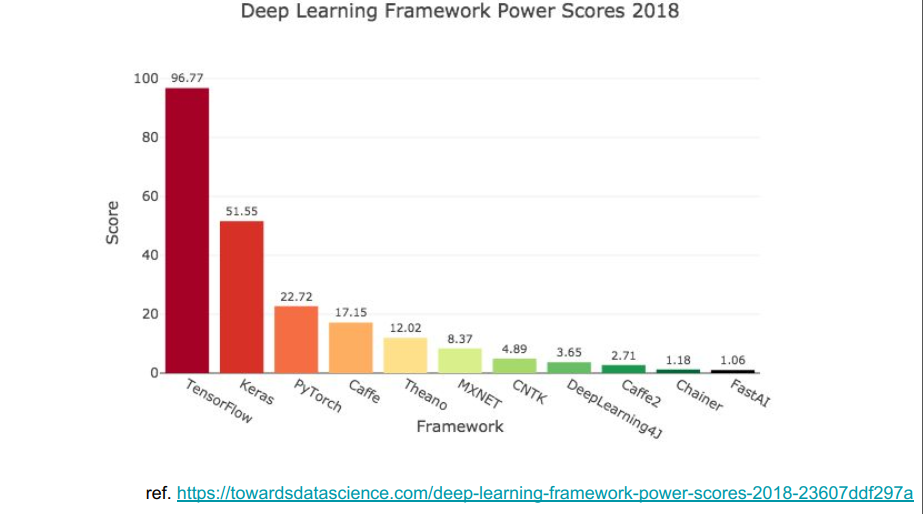 Deep Learning Framework Power Scores 2018
100
80
60
40
20
0
Score
96.77
51.55
22.72
17.15
12.02
8.37
4.89
3.65
2.71
1.18
1.06
TensorFlow
Keras
PyTorch
Caffe
Theano
MXNET
CNTK
DeepLearning4J
Caffe2
Chainer
FastAI
Framework
ref. https://towardsdatascience.com/deep-learning-framework-power-scores-2018-23607ddf297a